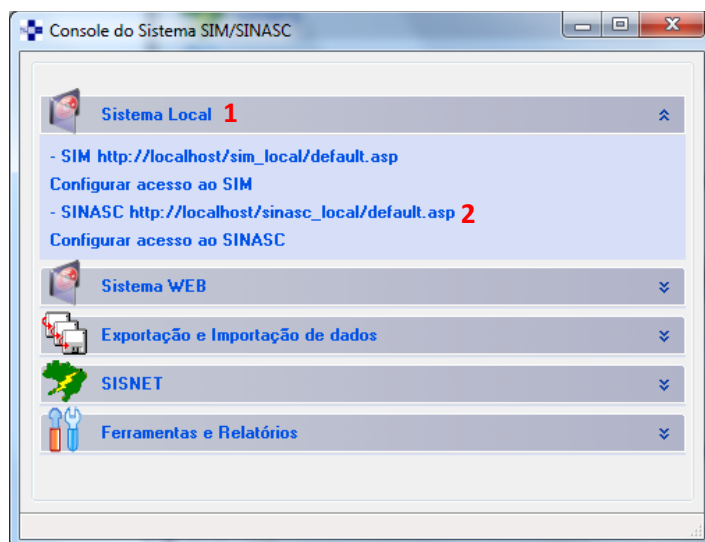 Console do Sistema SIM/SINASC
Sistema Local 1
- SIM http://localhost/sim_local/default.asp
Configurar acesso ao SIM
- SINASC http://localhost/sinasc_local/default.asp 2
Configurar acesso ao SINASC
Sistema WEB
Exportação e Importação de dados
SISNET
Ferramentas e Relatórios